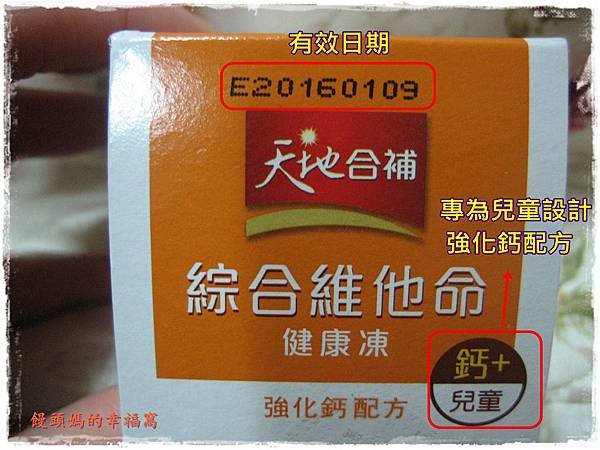 有效日期
E20160109
天地合補
專為兒童設計
強化鈣配方
綜合維他命
健康凍
鈣+
兒童
強化鈣配方
饅頭媽的幸福窩